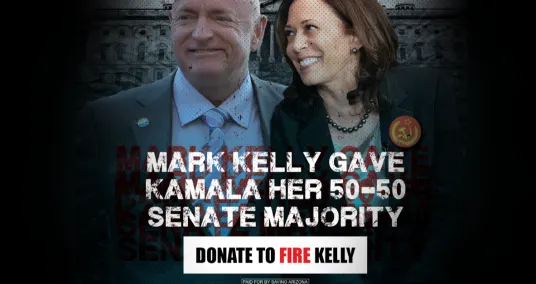 MARK KELLY GAVE
KAMALA HER 50-50
SENATE MAJORITY
DONATE TO FIRE KELLY
PAID FOR BY SAVING ARIZONA